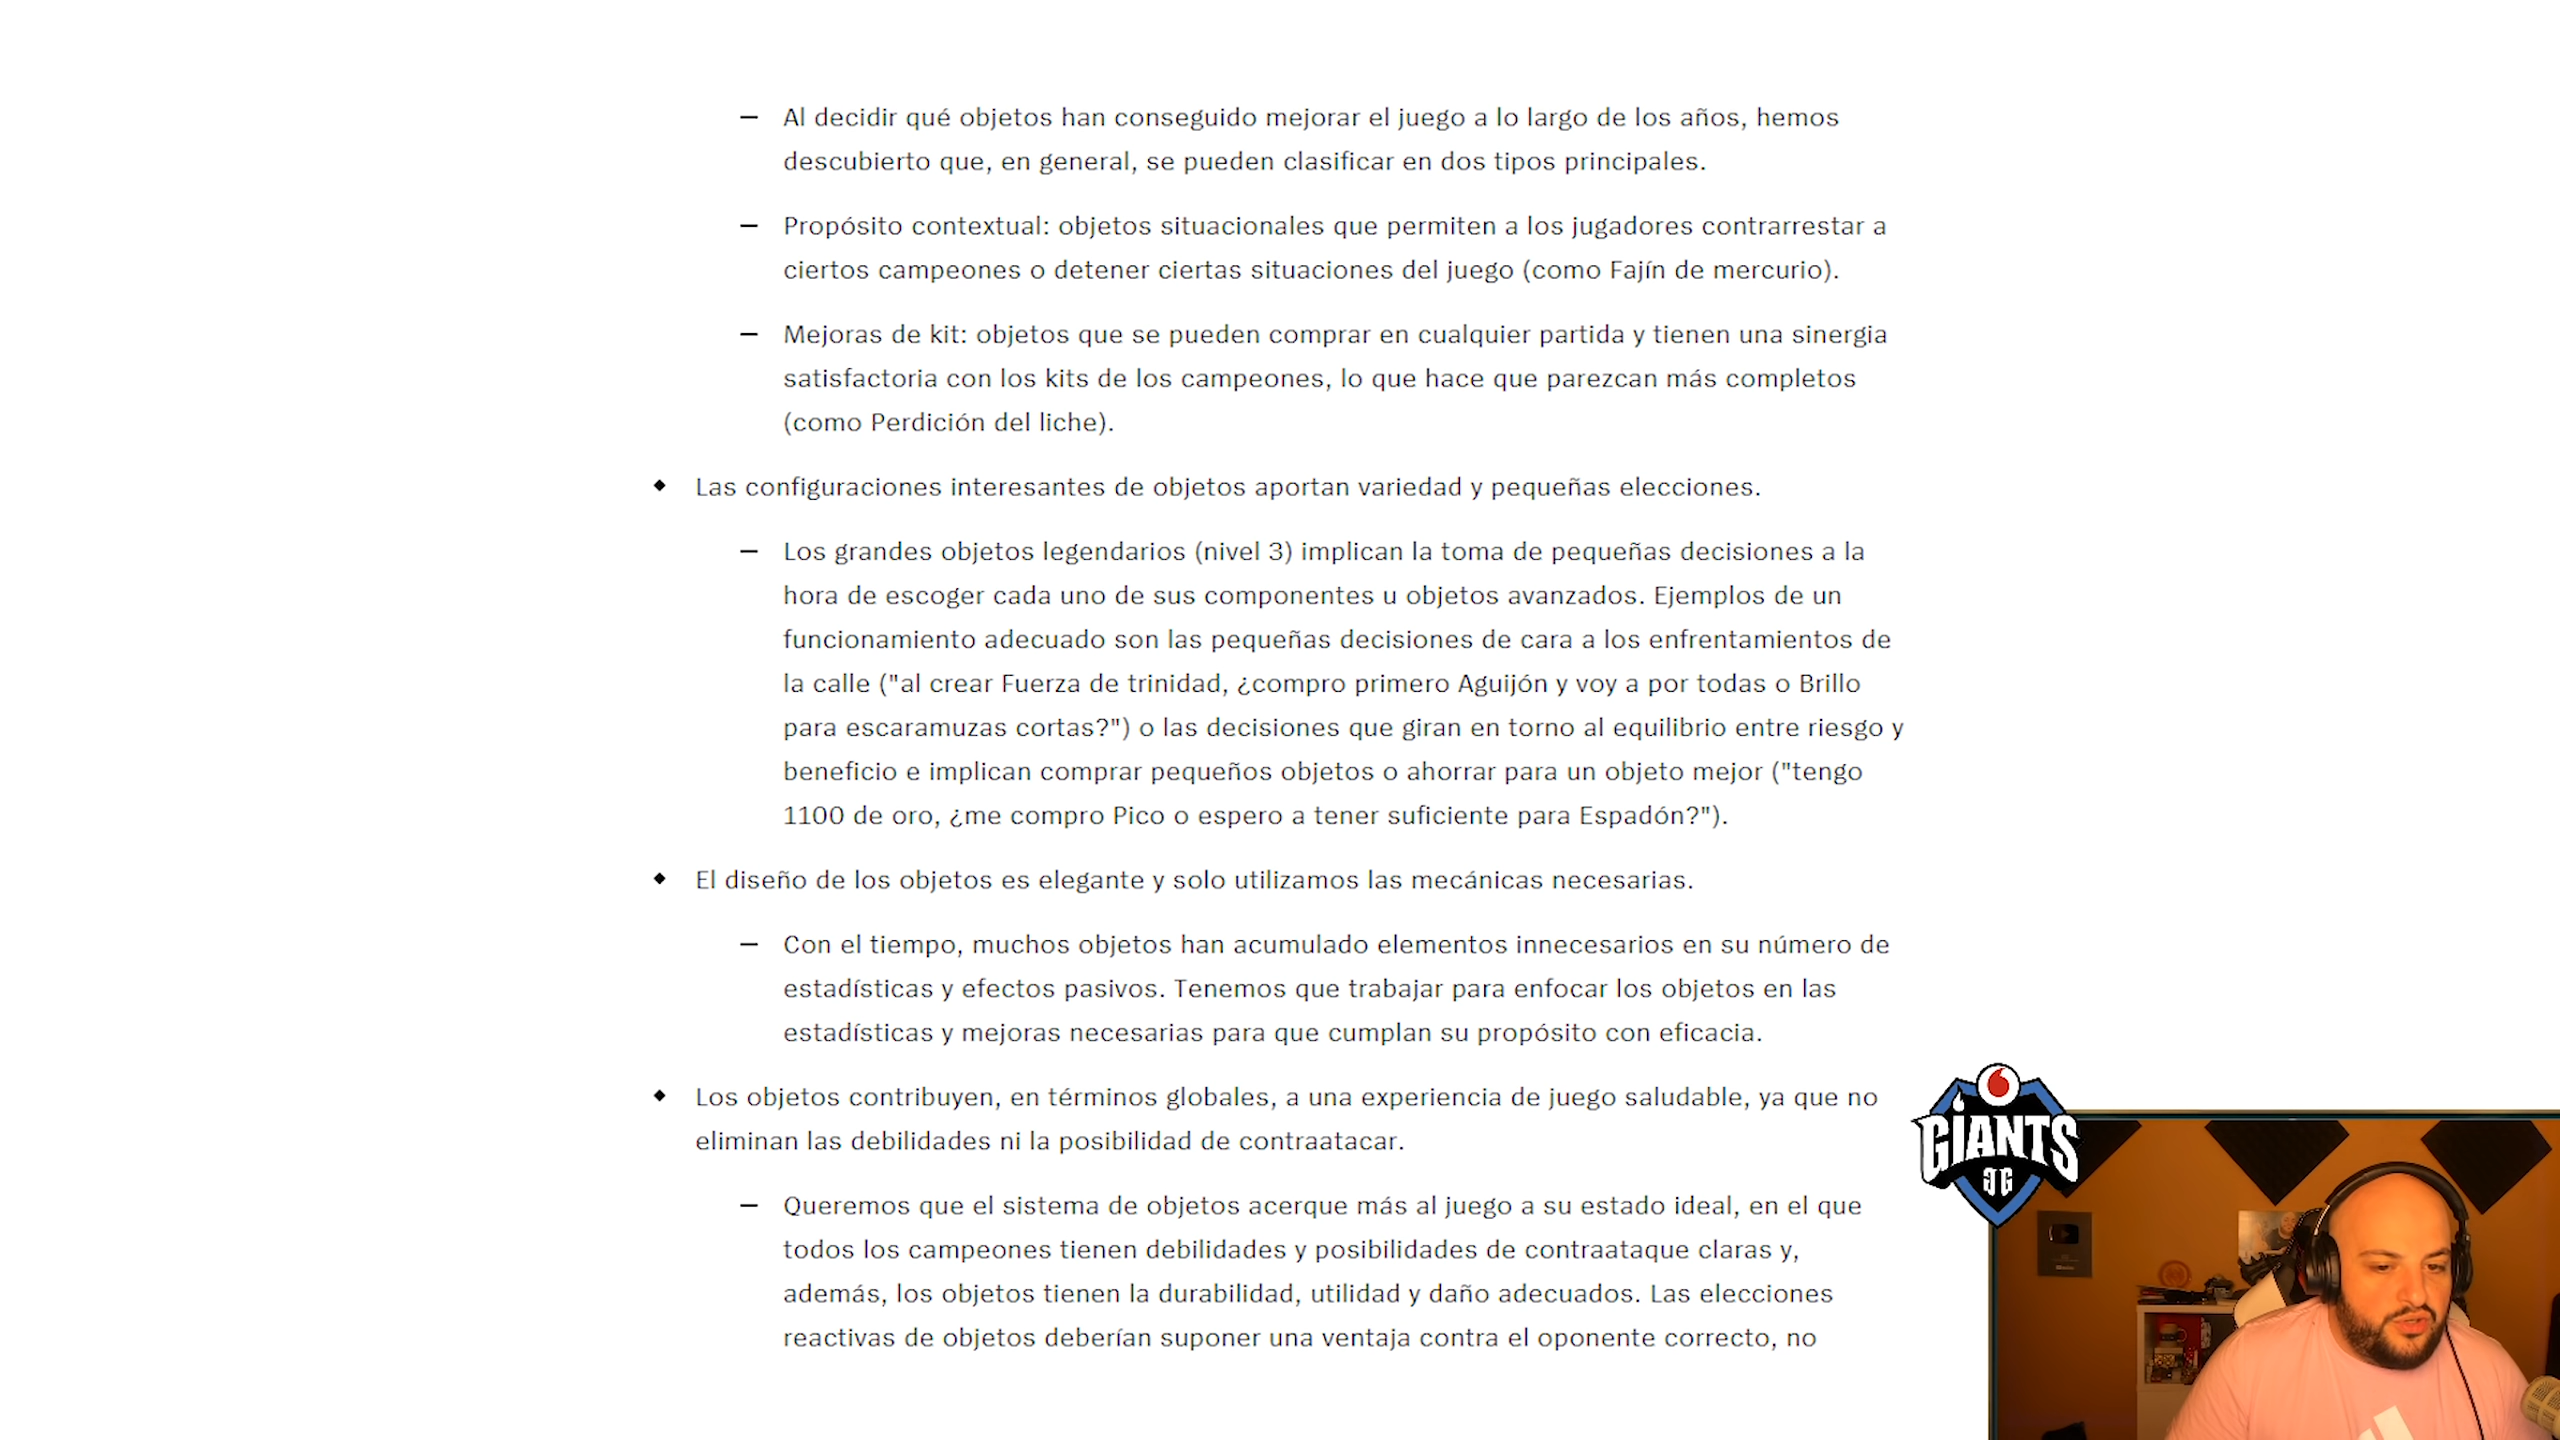 — Al decidir qué objetos han conseguido mejorar el juego a lo largo de los años, hemos
descubierto que, en general, se pueden clasificar en dos tipos principales.
— Propósito contextual: objetos situacionales que permiten a los jugadores contrarrestar a
ciertos campeones o detener ciertas situaciones del juego (como Fajín de mercurio).
— Mejoras de kit: objetos que se pueden comprar en cualquier partida y tienen una sinergia
satisfactoria con los kits de los campeones, lo que hace que parezcan más completos
(como Perdición del liche).
◆ Las configuraciones interesantes de objetos aportan variedad y pequeñas elecciones.
— Los grandes objetos legendarios (nivel 3) implican la toma de pequeñas decisiones a la
hora de escoger cada uno de sus componentes u objetos avanzados. Ejemplos de un
funcionamiento adecuado son las pequeñas decisiones de cara a los enfrentamientos de
la calle ("al crear Fuerza de trinidad, ¿compro primero Aguijón y voy a por todas o Brillo
para escaramuzas cortas?") o las decisiones que giran en torno al equilibrio entre riesgo y
beneficio e implican comprar pequeños objetos o ahorrar para un objeto mejor ("tengo
1100 de oro, ¿me compro Pico o espero a tener suficiente para Espadón?").
◆ El diseño de los objetos es elegante y solo utilizamos las mecánicas necesarias.
— Con el tiempo, muchos objetos han acumulado elementos innecesarios en su número de
estadísticas y efectos pasivos. Tenemos que trabajar para enfocar los objetos en las
estadísticas y mejoras necesarias para que cumplan su propósito con eficacia.
◆ Los objetos contribuyen, en términos globales, a una experiencia de juego saludable, ya que no
eliminan las debilidades ni la posibilidad de contraatacar.
— Queremos que el sistema de objetos acerque más al juego a su estado ideal, en el que
todos los campeones tienen debilidades y posibilidades de contraataque claras y,
además, los objetos tienen la durabilidad, utilidad y daño adecuados. Las elecciones
reactivas de objetos deberían suponer una ventaja contra el oponente correcto, no
GIANTS
GG